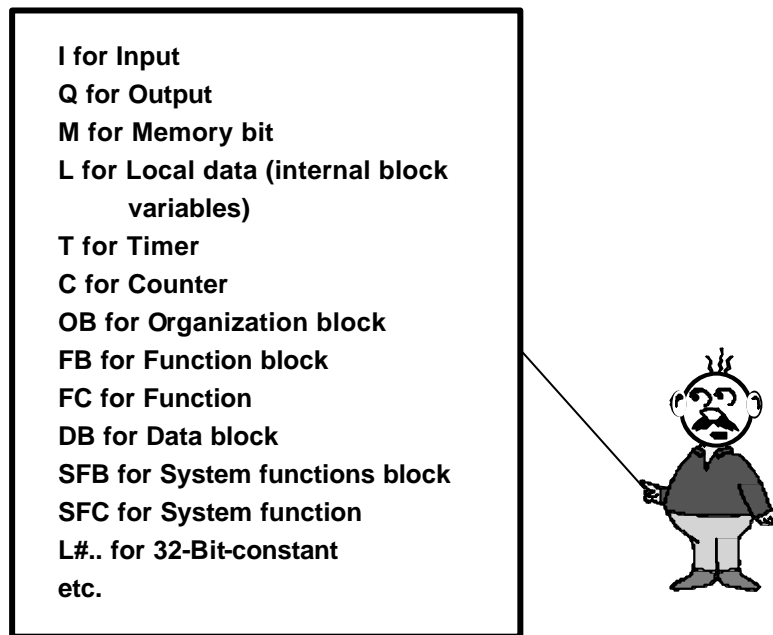 I for Input
Q for Output
M for Memory bit
L for Local data (internal block
variables)
T for Timer
C for Counter
OB for Organization block
FB for Function block
FC for Function
DB for Data block
SFB for System functions block
SFC for System function
L#.. for 32-Bit-constant
etc.